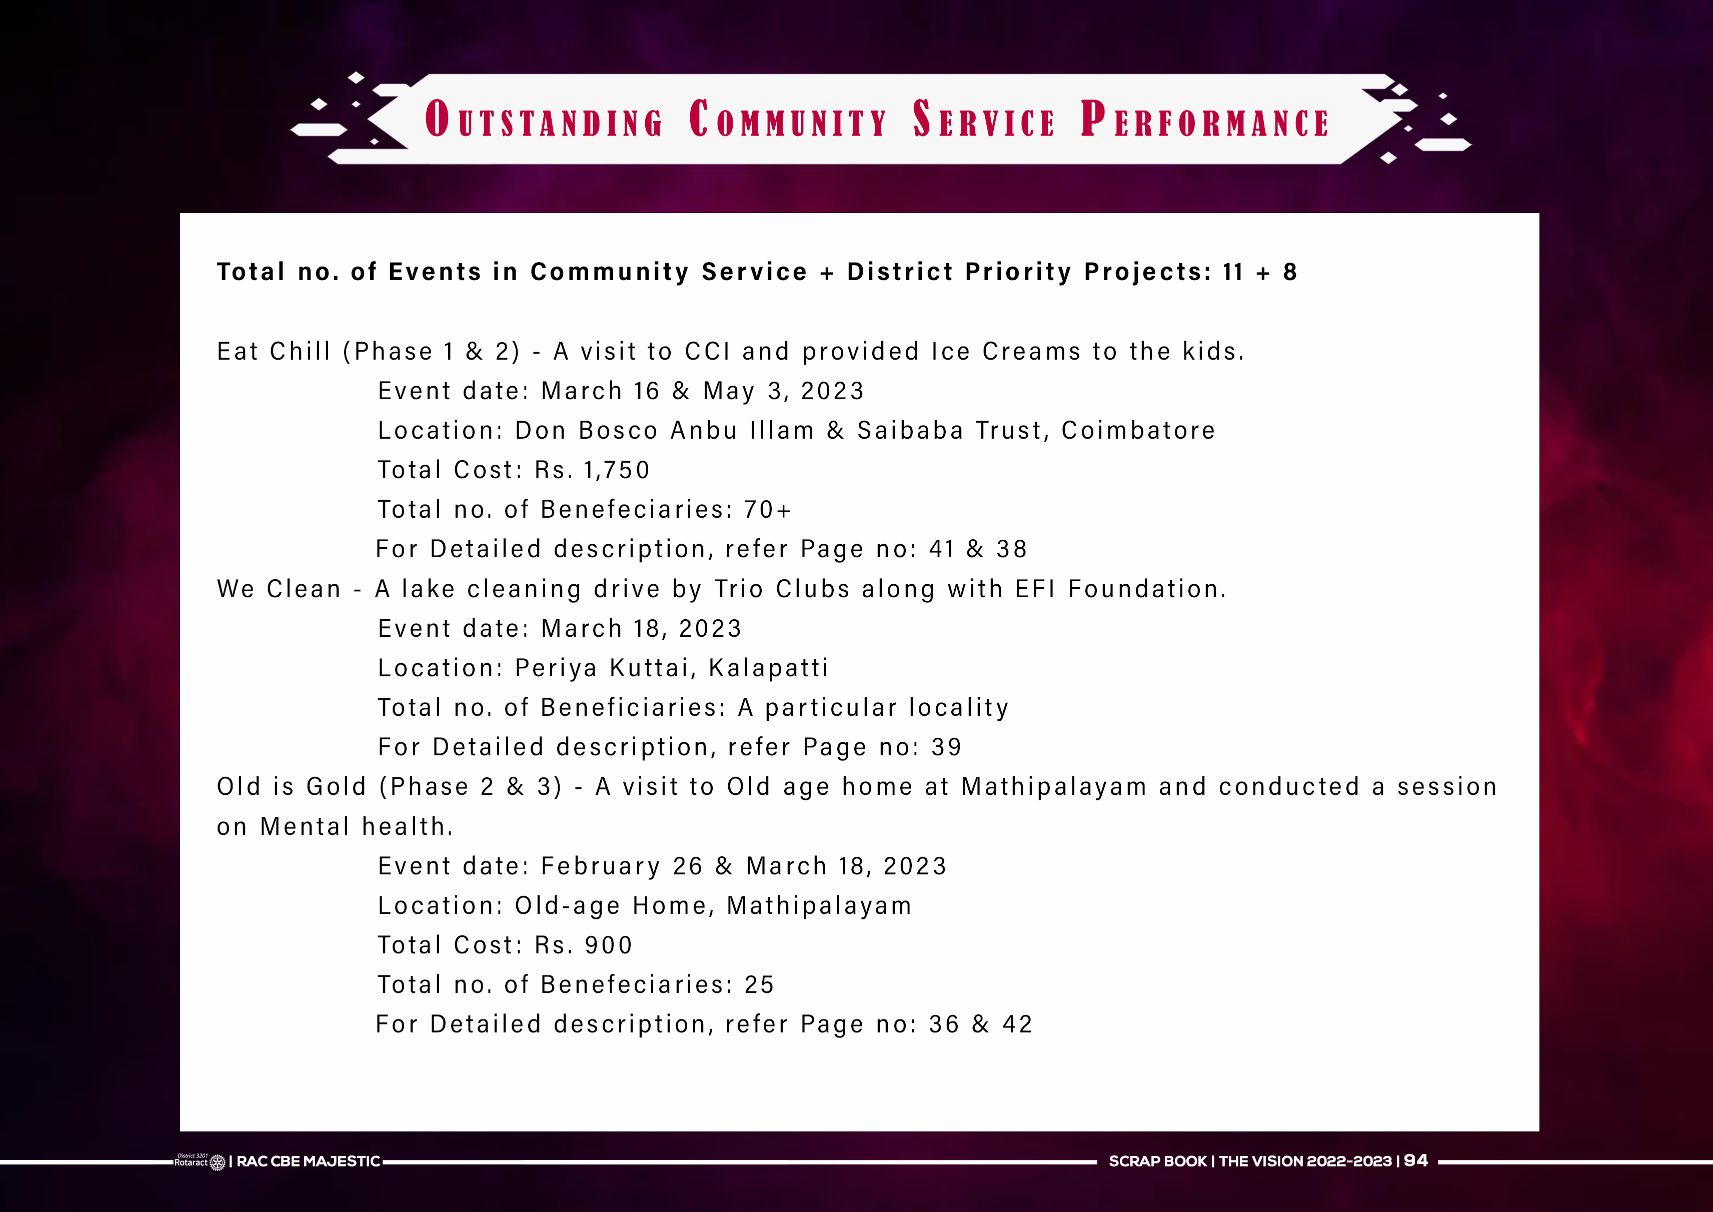 OUTSTANDING COMMUNITY SERVICE PERFORMANCE
Total no. of Events in Community Service + District Priority Projects: 11 + 8
Eat Chill (Phase 1 & 2) - A visit to CCI and provided Ice Creams to the kids.
Event date: March 16 & May 3, 2023
Location: Don Bosco Anbu Illam & Saibaba Trust, Coimbatore
Total Cost: Rs. 1,750
Total no. of Benefeciaries: 70+
For Detailed description, refer Page no: 41 & 38
We Clean - A lake cleaning drive by Trio Clubs along with EFI Foundation.
Event date: March 18, 2023
Location: Periya Kuttai, Kalapatti
Total no. of Beneficiaries: A particular locality
For Detailed description, refer Page no: 39
Old is Gold (Phase 2 & 3) - A visit to Old age home at Mathipalayam and conducted a session
on Mental health.
Event date: February 26 & March 18, 2023
Location: Old-age Home, Mathipalayam
Total Cost: Rs. 900
Total no. of Benefeciaries: 25
For Detailed description, refer Page no: 36 & 42
District 3201
Rotaract | RAC CBE MAJESTIC
SCRAP BOOK | THE VISION 2022-2023 | 94